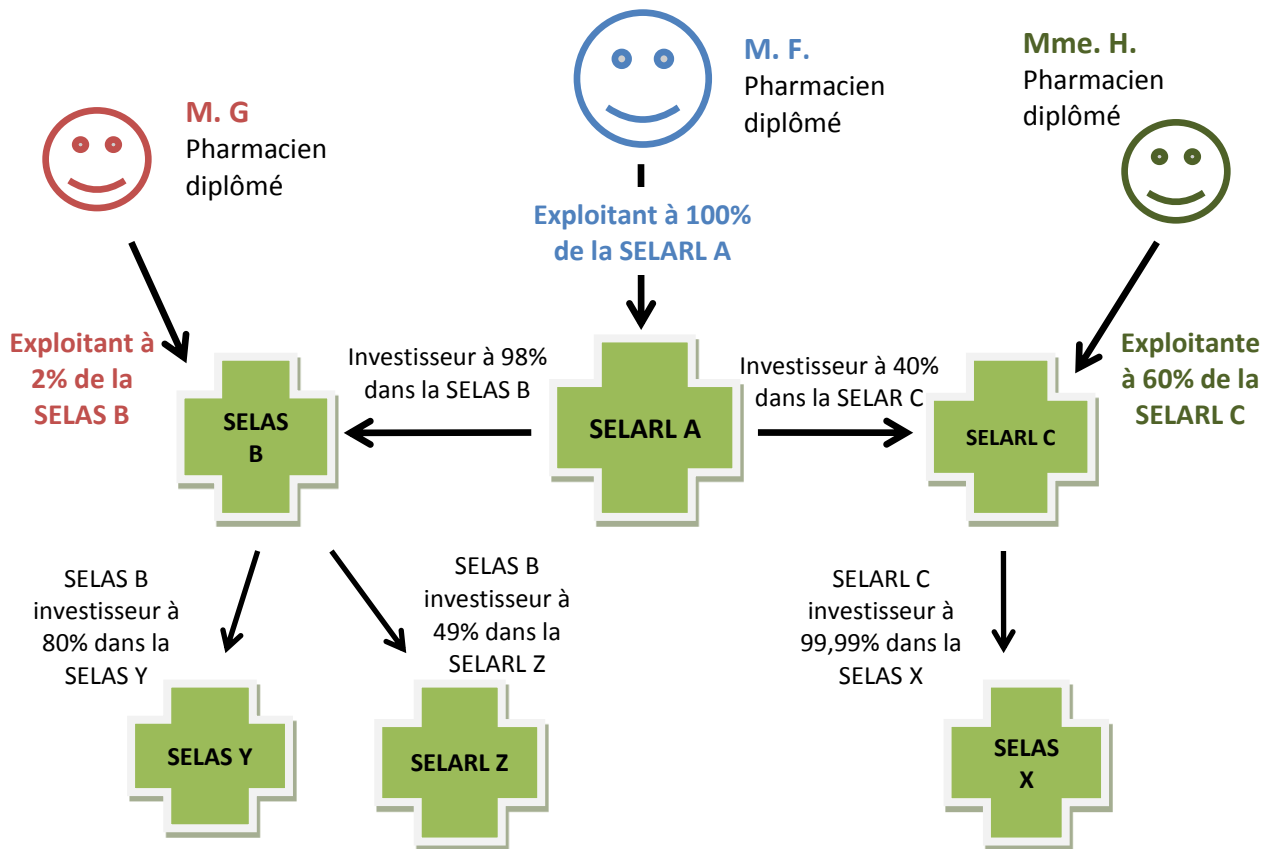 M. G
Pharmacien
diplômé
M. F.
Pharmacien
diplômé
Mme. H.
Pharmacien
diplômé
Exploitant à 100%
de la SELARL A
Exploitant à
2% de la
SELAS B
Investisseur à 98%
dans la SELAS B
Investisseur à 40%
dans la SELAR C
Exploitante
à 60% de la
SELARL C
SELAS
B
SELARL A
SELARL C
SELAS B
investisseur à
80% dans la
SELAS Y
SELAS B
investisseur à
49% dans la
SELARL Z
SELARL C
investisseur à
99,99% dans la
SELAS X
SELAS Y
SELARL Z
SELAS
X